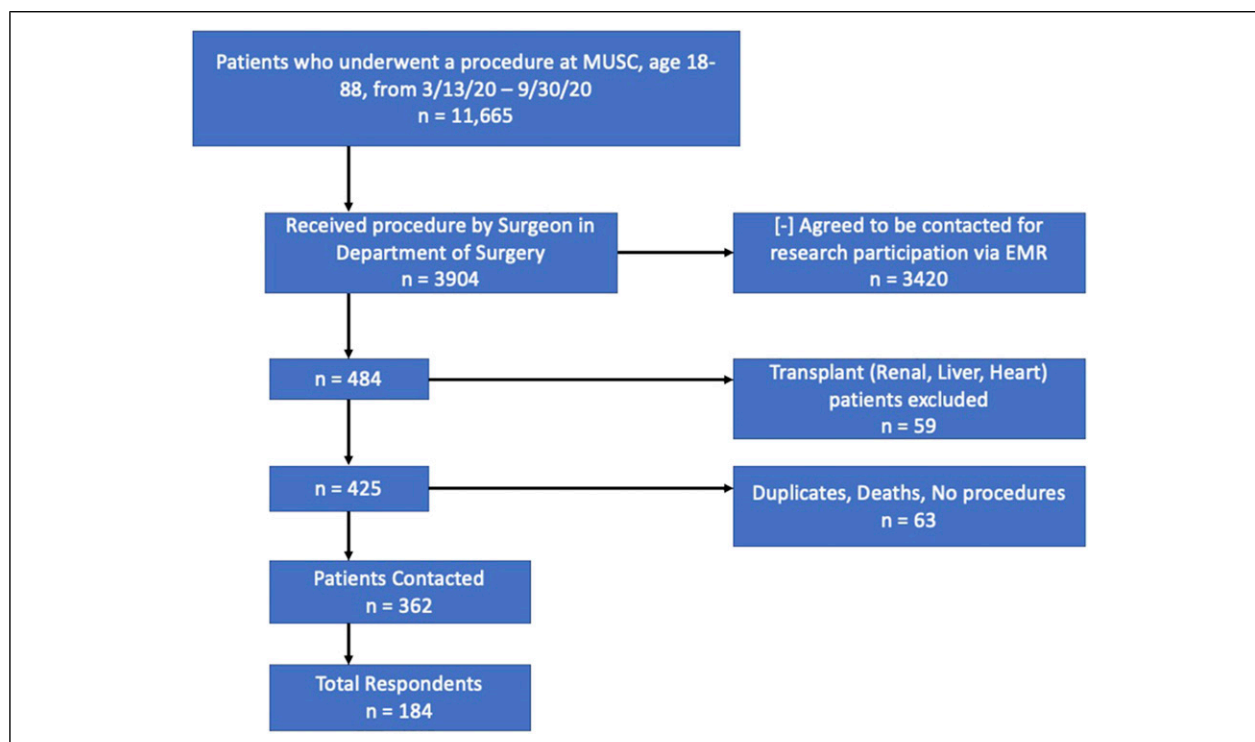 Patients who underwent a procedure at MUSC, age 18-
88, from 3/13/20 – 9/30/20
n = 11,665
Received procedure by Surgeon in
Department of Surgery
n = 3904
[-] Agreed to be contacted for
research participation via EMR
n = 3420
n = 484
Transplant (Renal, Liver, Heart)
patients excluded
n = 59
n = 425
Duplicates, Deaths, No procedures
n = 63
Patients Contacted
n = 362
Total Respondents
n = 184